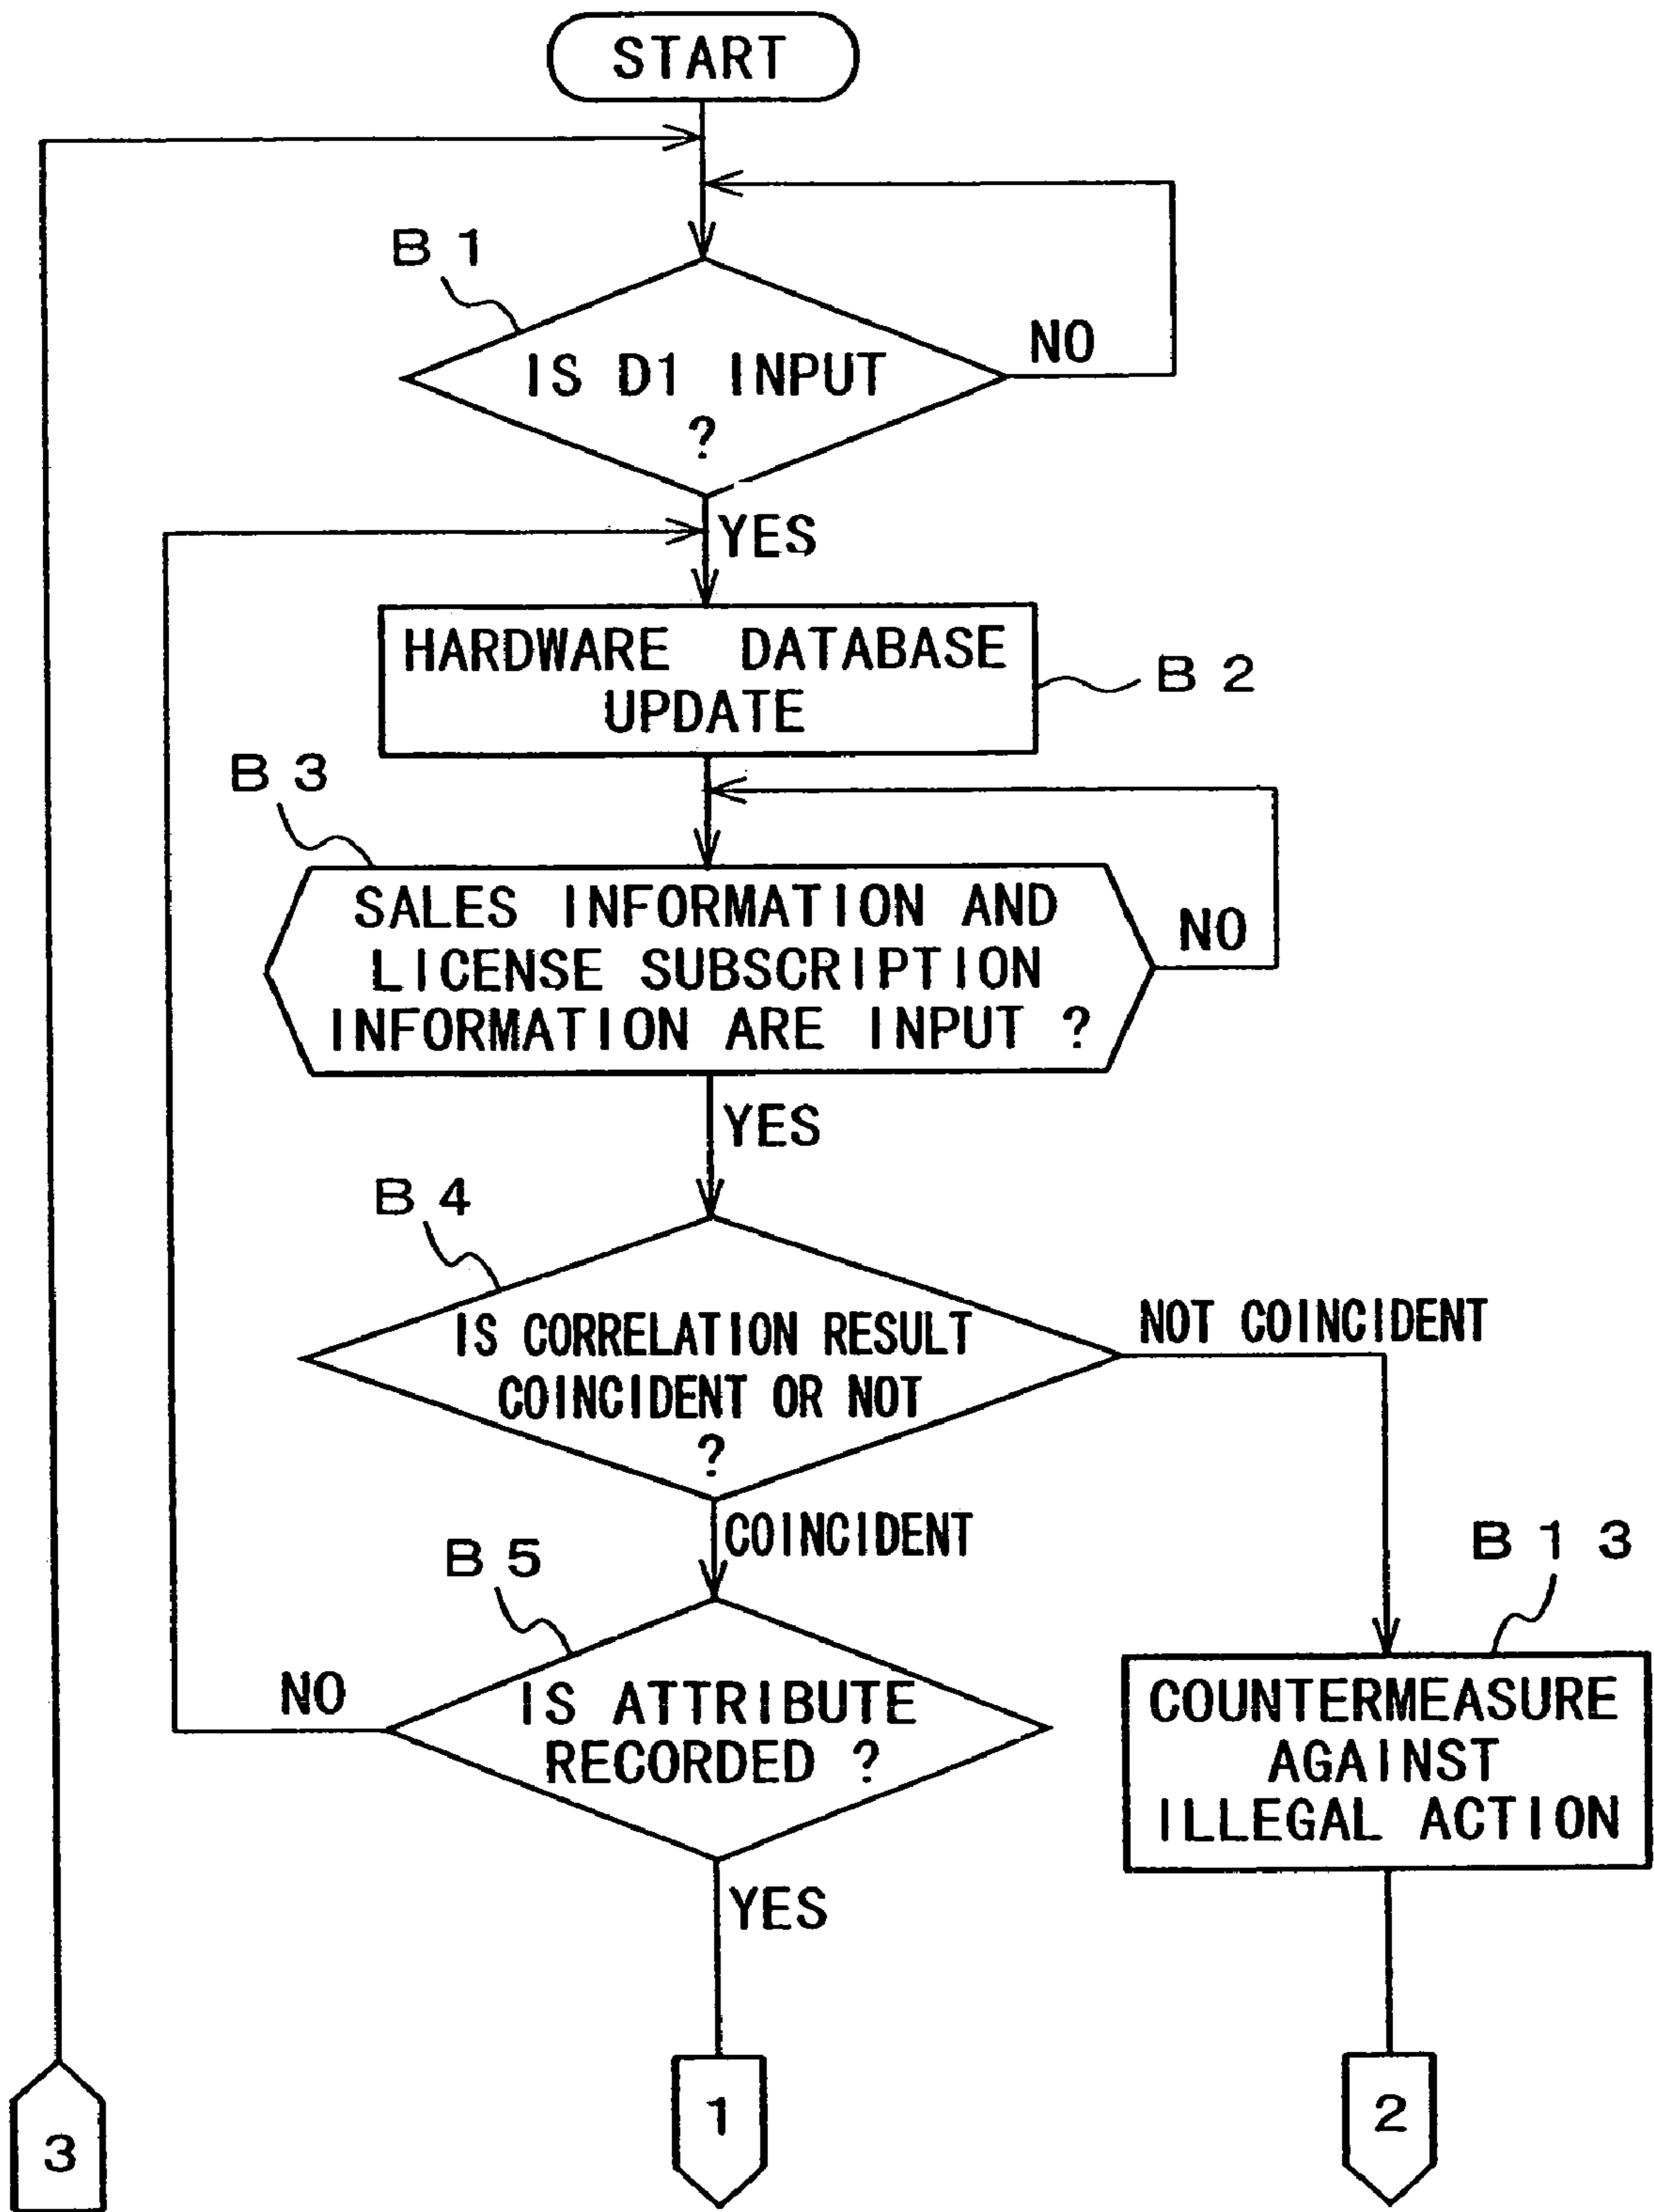 START
B 1
IS D1 INPUT
?
NO
YES
HARDWARE DATABASE
UPDATE
B 2
B 3
SALES INFORMATION AND
LICENSE SUBSCRIPTION
INFORMATION ARE INPUT ?
NO
YES
B 4
IS CORRELATION RESULT
COINCIDENT OR NOT
?
NOT COINCIDENT
COINCIDENT
B 5
IS ATTRIBUTE
RECORDED ?
NO
YES
B 1 3
COUNTERMEASURE
AGAINST
ILLEGAL ACTION
3
1
2